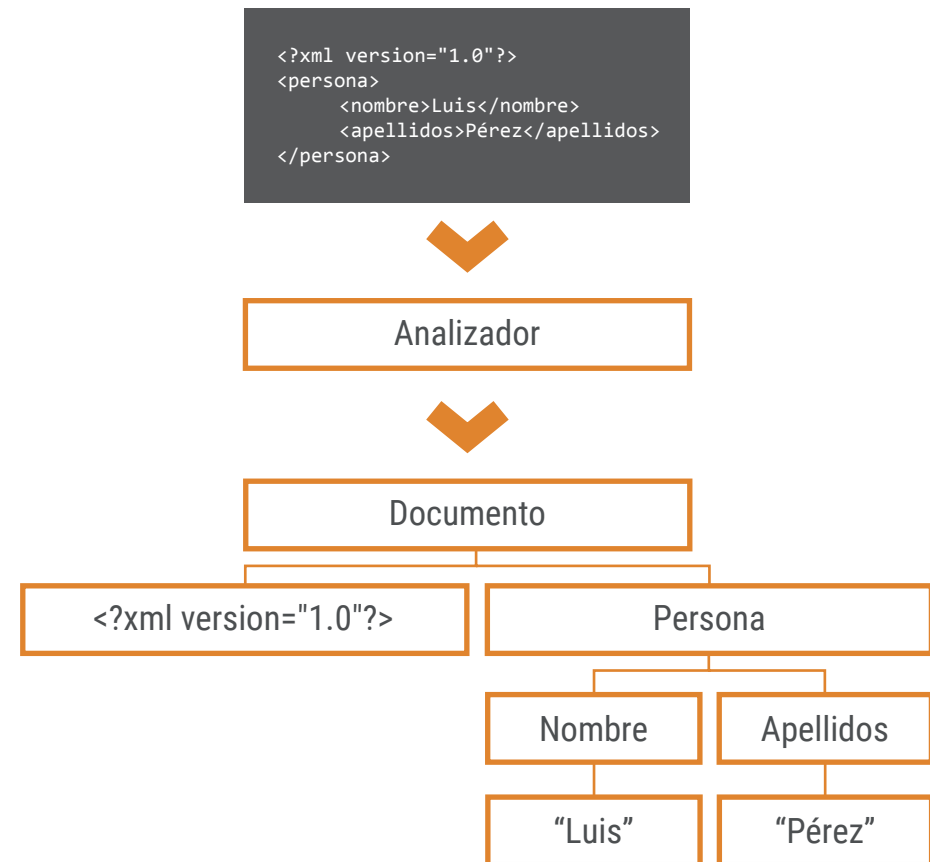 <?xml version="1.0"?>
<persona>
<nombre>Luis</nombre>
<apellidos>Pérez</apellidos>
</persona>
Analizador
Documento
<?xml version="1.0"?>
Persona
Nombre
Apellidos
“Luis”
“Pérez”